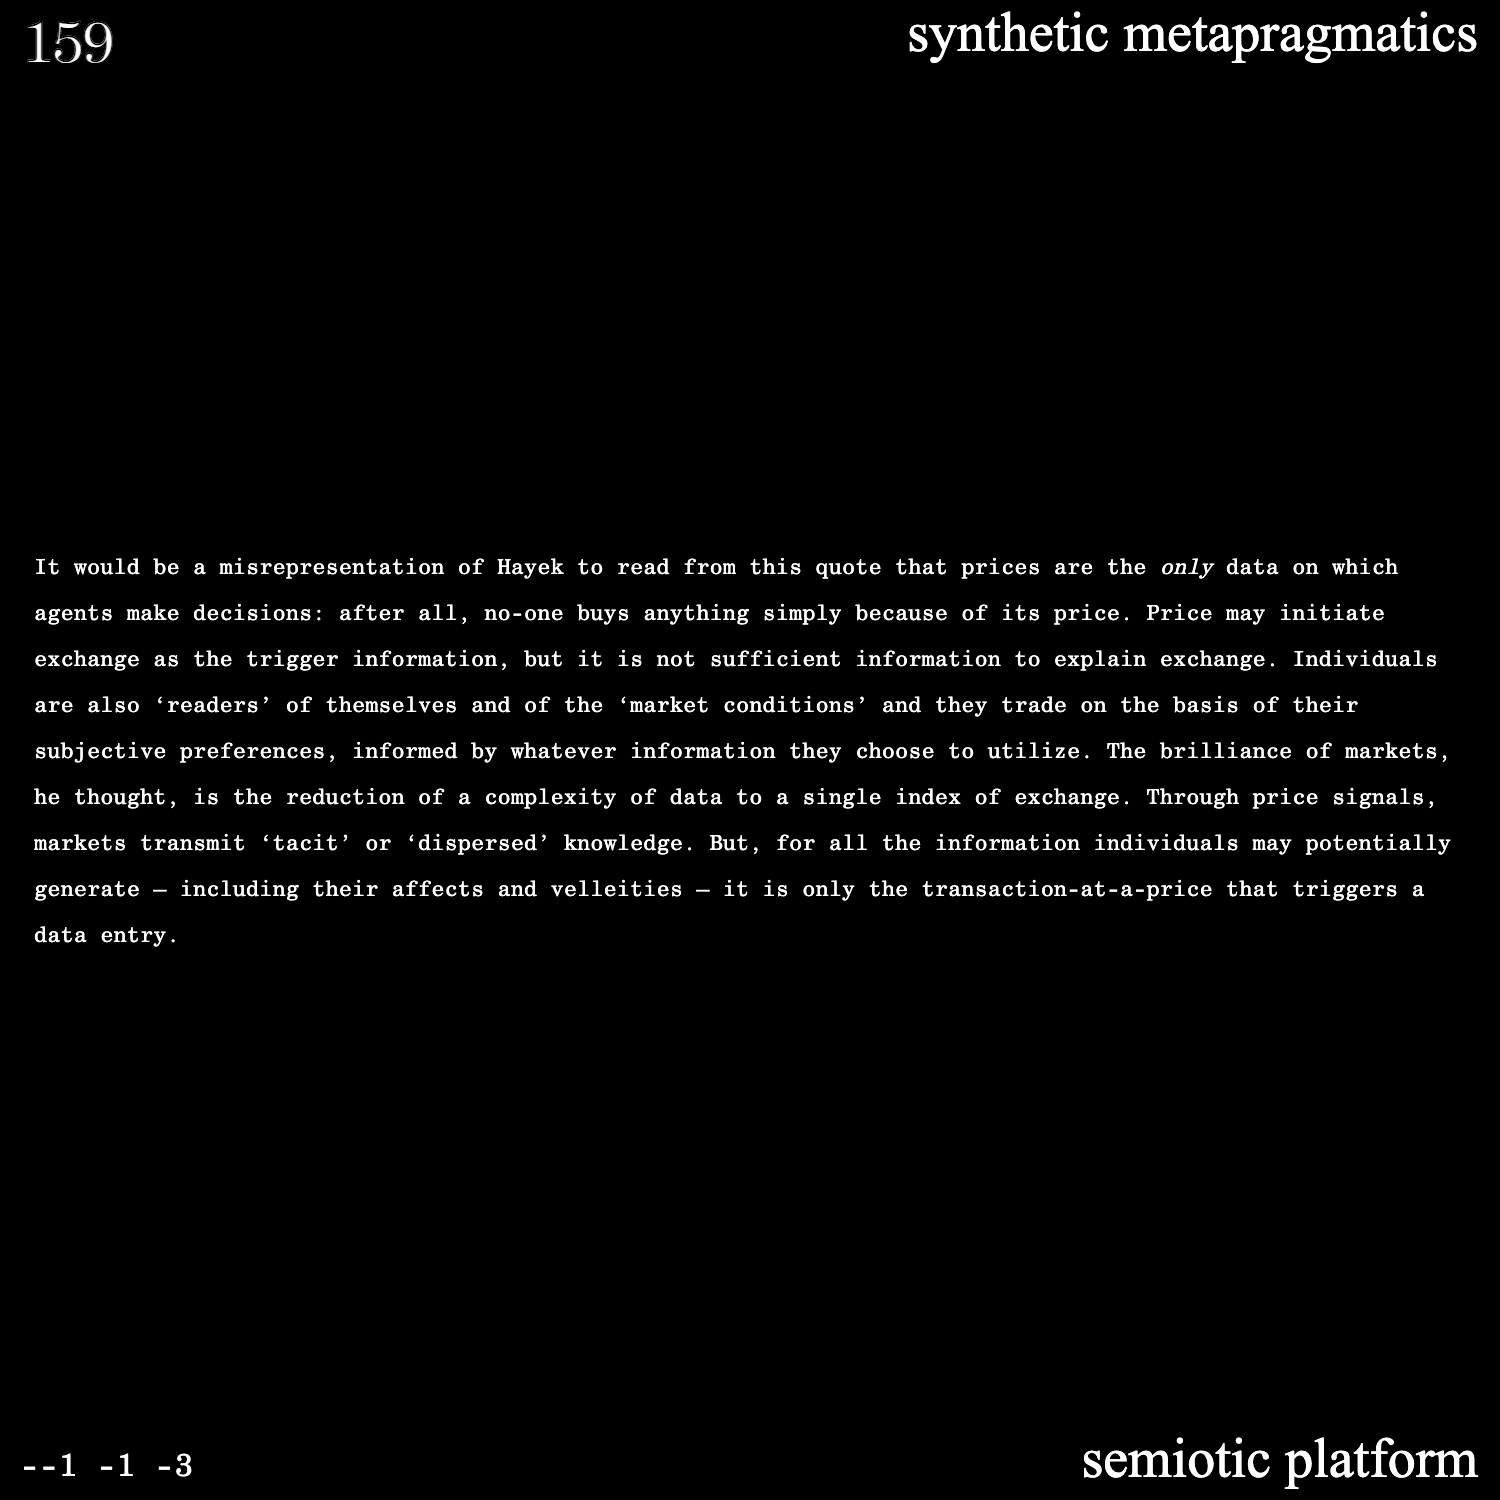 159
synthetic metapragmatics
It would be a misrepresentation of Hayek to read from this quote that prices are the only data on which
agents make decisions: after all, no-one buys anything simply because of its price. Price may initiate
exchange as the trigger information, but it is not sufficient information to explain exchange. Individuals
are also ‘readers’ of themselves and of the ‘market conditions’ and they trade on the basis of their
subjective preferences, informed by whatever information they choose to utilize. The brilliance of markets,
he thought, is the reduction of a complexity of data to a single index of exchange. Through price signals,
markets transmit ‘tacit’ or ‘dispersed’ knowledge. But, for all the information individuals may potentially
generate – including their affects and velleities – it is only the transaction-at-a-price that triggers a
data entry.
--1 -1 -3
semiotic platform